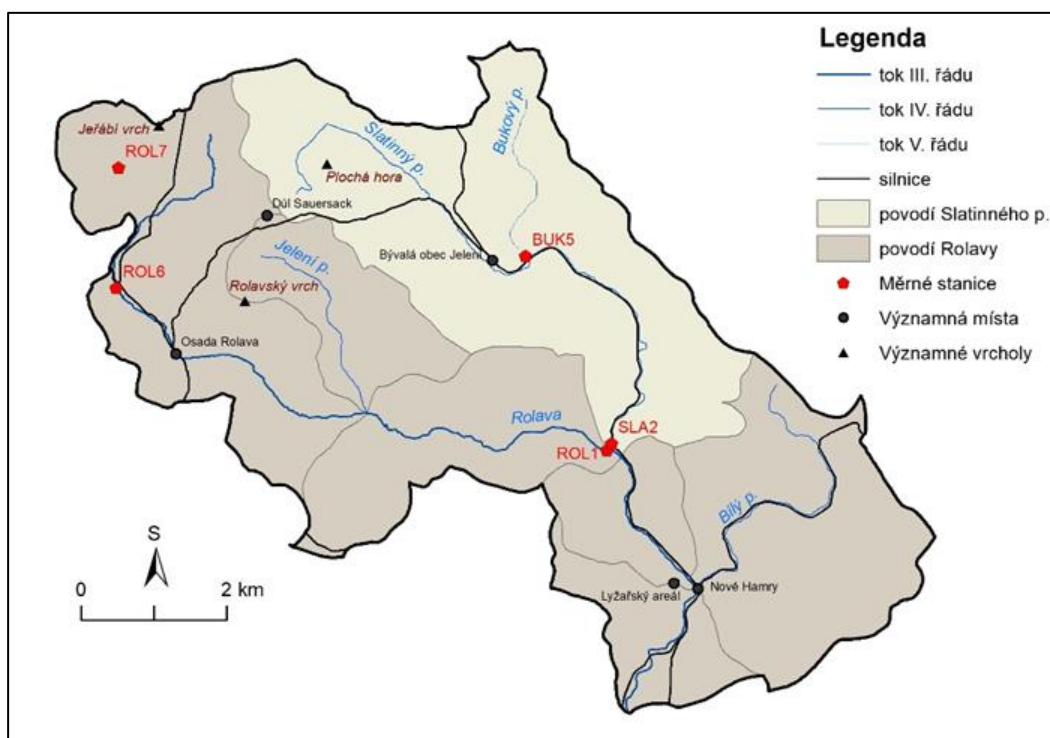 Legenda
tok III. řádu
tok IV. řádu
tok V. řádu
silnice
povodí Slatinného p.
povodí Rolavy
Měrné stanice
Významná místa
Významné vrcholy
Jeřábí vrch
ROL7
Slatinný p.
Bukový p.
Plochá hora
Důl Sauersack
Jelení p.
Bývalá obec Jelení
BUK5
ROL6
Rolavský vrch
Osada Rolava
Rolava
SLA2
ROL1
Bílý p.
S
0 2 km
Lyžařský areál
Nové Hamry